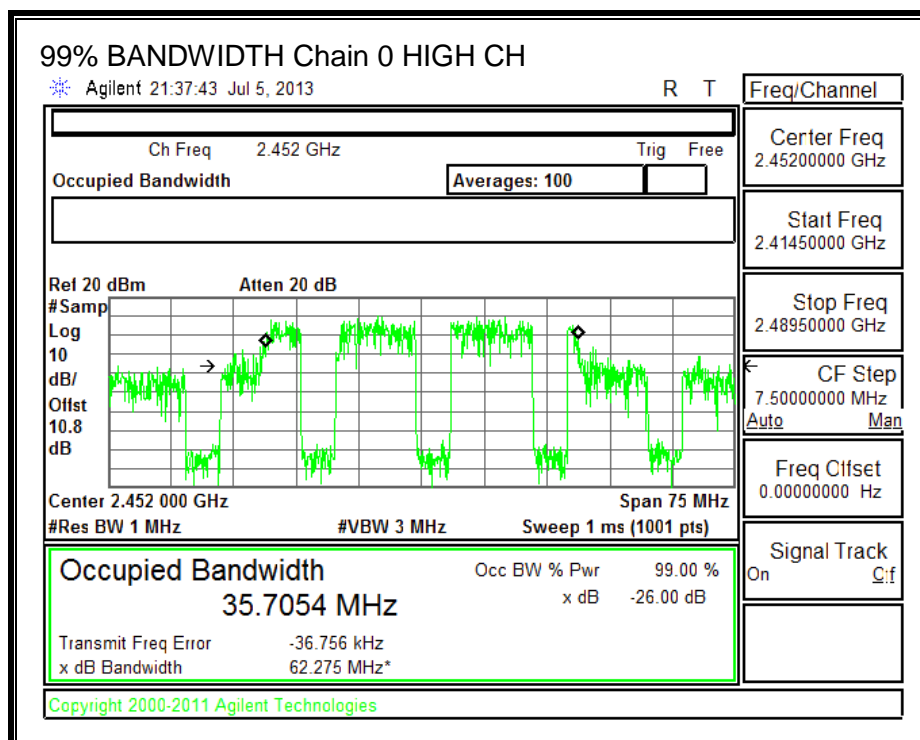 99% BANDWIDTH Chain 0 HIGH CH
Agilent 21:37:43 Jul 5, 2013 R T
Freq/Channel
Ch Freq 2.452 GHz Trig Free
Occupied Bandwidth Averages: 100
Center Freq
2.45200000 GHz
Start Freq
2.41450000 GHz
Stop Freq
2.48950000 GHz
CF Step
7.50000000 MHz
Auto Man
Freq Offset
0.00000000 Hz
Signal Track
On Off
Ref 20 dBm Atten 20 dB
#Samp
Log
10
dB/
Offst
10.8
dB
Center 2.452 000 GHz Span 75 MHz
#Res BW 1 MHz #VBW 3 MHz Sweep 1 ms (1001 pts)
Occupied Bandwidth Occ BW % Pwr 99.00 %
35.7054 MHz x dB -26.00 dB
Transmit Freq Error -36.756 kHz
x dB Bandwidth 62.275 MHz*
Copyright 2000-2011 Agilent Technologies